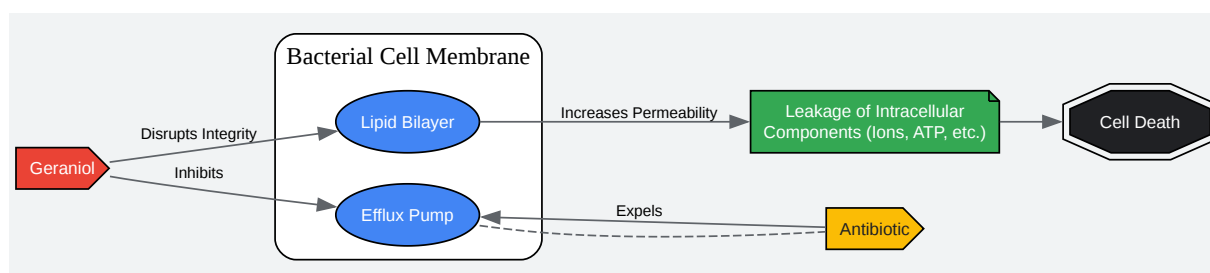 Bacterial Cell Membrane
Disrupts Integrity
Lipid Bilayer
Increases Permeability
Leakage of Intracellular
Components (Ions, ATP, etc.)
Cell Death
Geraniol
Inhibits
Efflux Pump
Expels
Antibiotic